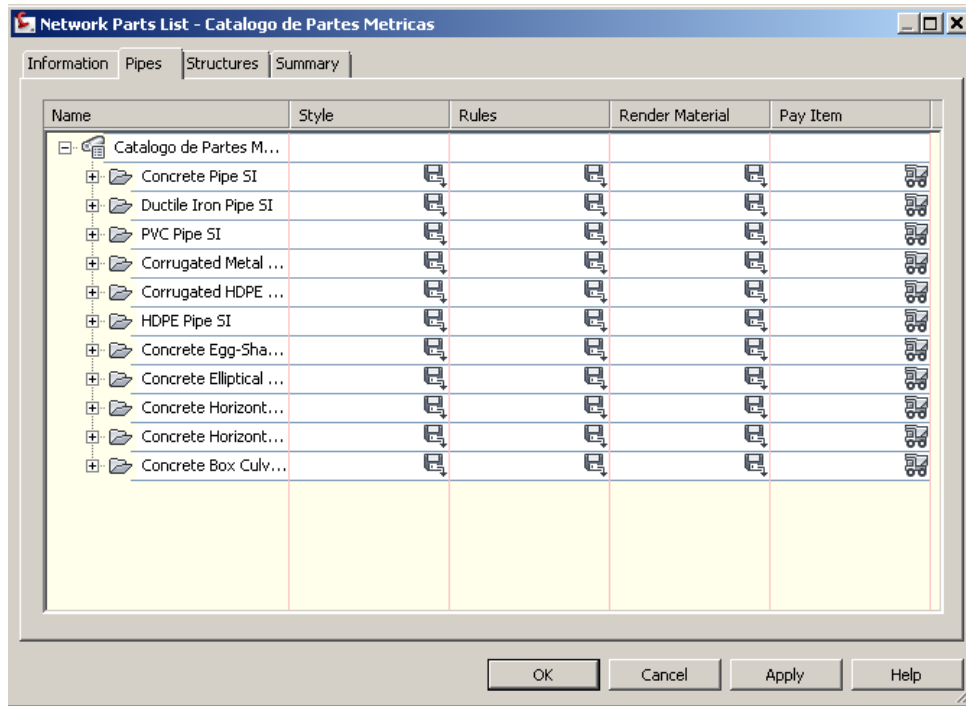 Network Parts List - Catalogo de Partes Metricas
Information Pipes Structures Summary
Name Style Rules Render Material Pay Item
Catalogo de Partes M...
Concrete Pipe SI
Ductile Iron Pipe SI
PVC Pipe SI
Corrugated Metal ...
Corrugated HDPE ...
HDPE Pipe SI
Concrete Egg-Sha...
Concrete Elliptical ...
Concrete Horizont...
Concrete Horizont...
Concrete Box Culv...
OK Cancel Apply Help